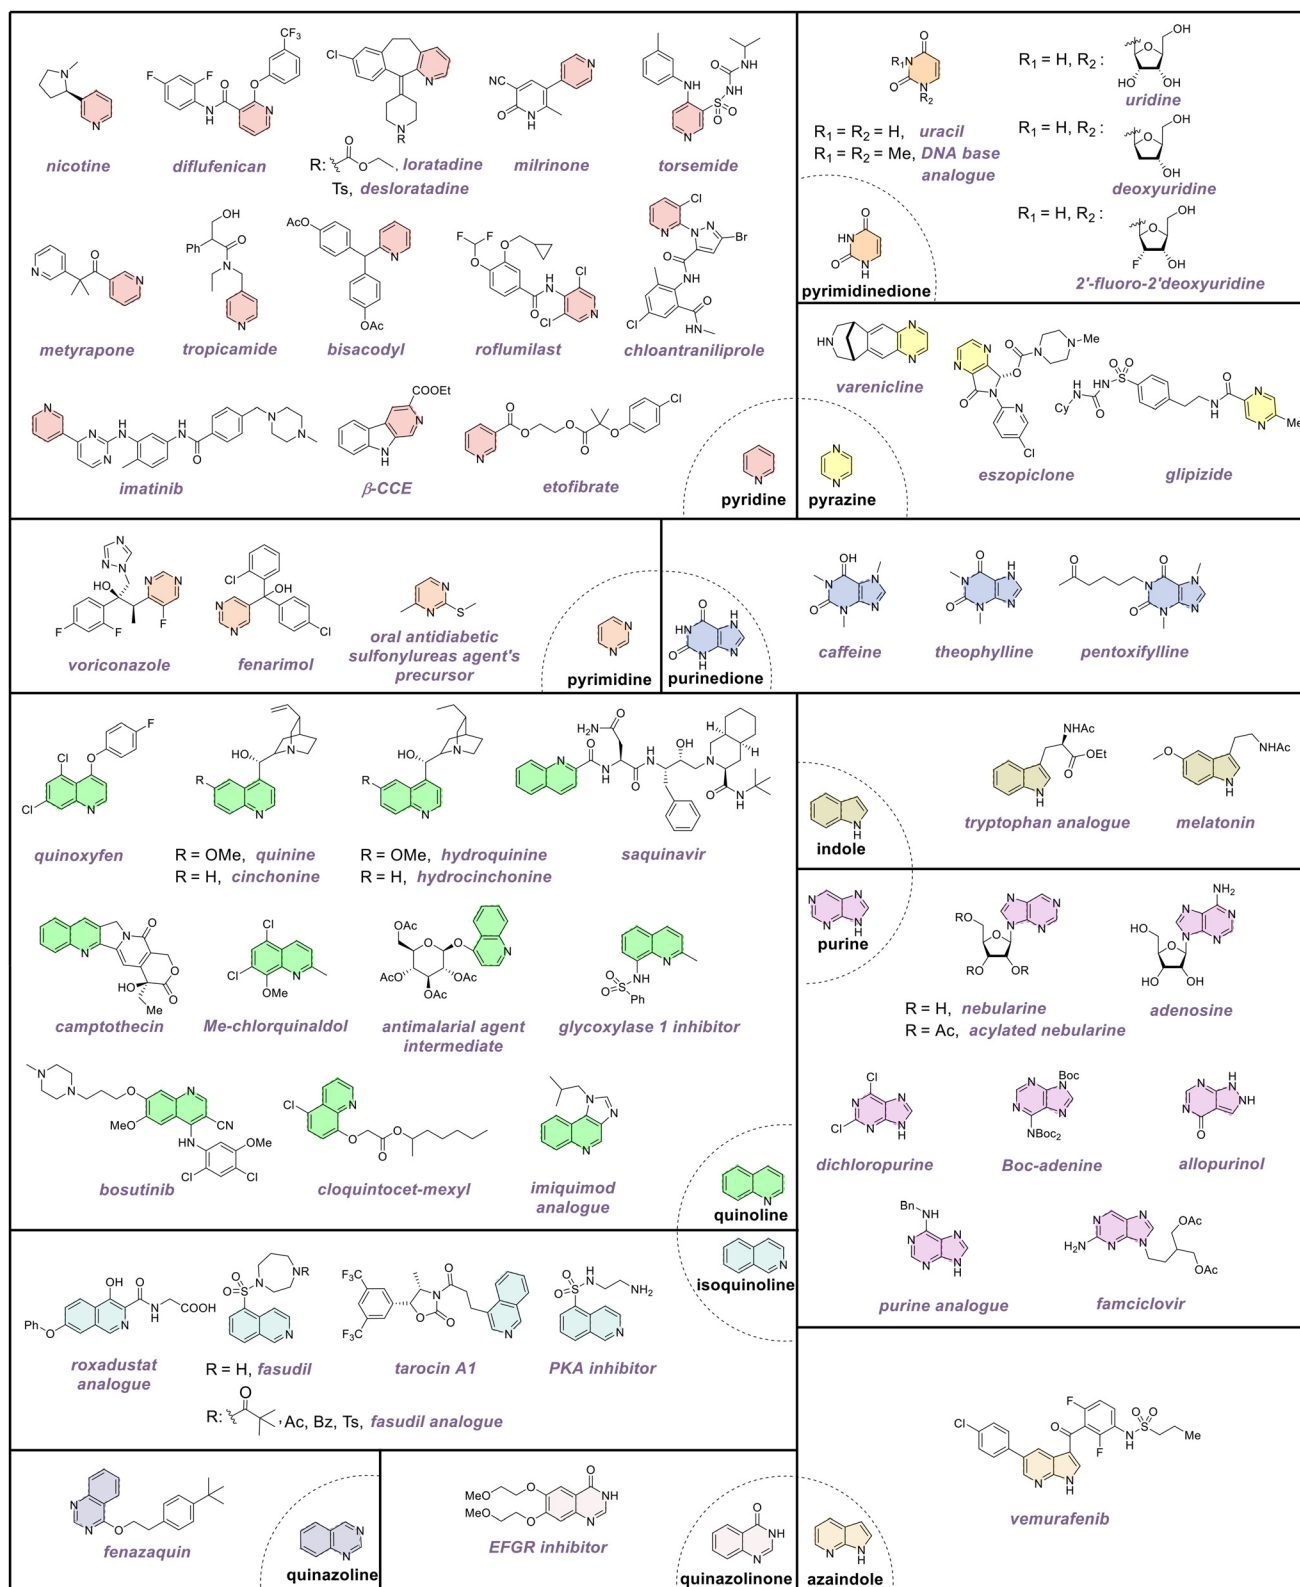 nicotine
diflufenican
R: , loratadine
Ts, desloratadine
milrinone
torsemide
metyrapone
tropicamide
bisacodyl
roflumilast
chloantraniliprole
imatinib
β-CCE
etofibrate
pyridine
R₁ = R₂ = H, uracil
R₁ = R₂ = Me, DNA base
analogue
R₁ = H, R₂ :
uridine
R₁ = H, R₂ :
deoxyuridine
R₁ = H, R₂ :
2'-fluoro-2'deoxyuridine
pyrimidinedione
varenicline
eszopiclone
glipizide
pyrazine
voriconazole
fenarimol
oral antidiabetic
sulfonylureas agent's
precursor
pyrimidine
purinedione
caffeine
theophylline
pentoxifylline
quinoxyfen
R = OMe, quinine
R = H, cinchonine
R = OMe, hydroquinine
R = H, hydrocinchonine
saquinavir
camptothecin
Me-chlorquinaldol
antimalarial agent
intermediate
glycoxylase 1 inhibitor
bosutinib
cloquintocet-mexyl
imiquimod
analogue
quinoline
indole
tryptophan analogue
melatonin
purine
R = H, nebularine
R = Ac, acylated nebularine
adenosine
dichloropurine
Boc-adenine
allopurinol
purine analogue
famciclovir
isoquinoline
roxadustat
analogue
R = H, fasudil
R: , Ac, Bz, Ts, fasudil analogue
tarocin A1
PKA inhibitor
fenazaquin
quinazoline
EFGR inhibitor
quinazolinone
azaindole
vemurafenib